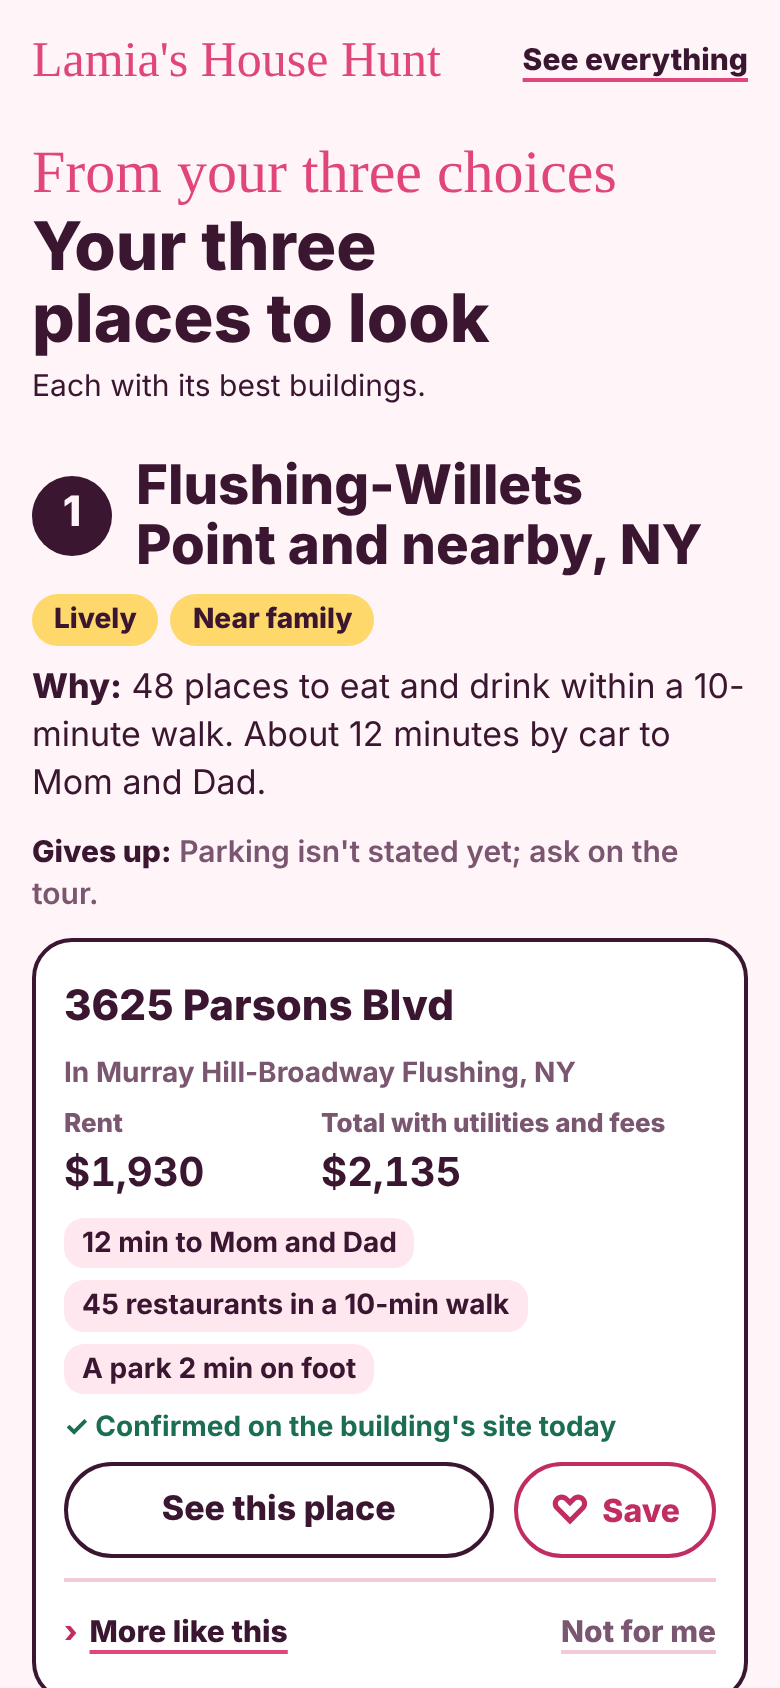 Lamia's House Hunt
See everything
From your three choices
Your three
places to look
Each with its best buildings.
1
Flushing-Willets
Point and nearby, NY
Lively
Near family
Why: 48 places to eat and drink within a 10-
minute walk. About 12 minutes by car to
Mom and Dad.
Gives up: Parking isn't stated yet; ask on the
tour.
3625 Parsons Blvd
In Murray Hill-Broadway Flushing, NY
Rent
Total with utilities and fees
$1,930
$2,135
12 min to Mom and Dad
45 restaurants in a 10-min walk
A park 2 min on foot
✓ Confirmed on the building's site today
See this place
♡ Save
› More like this
Not for me